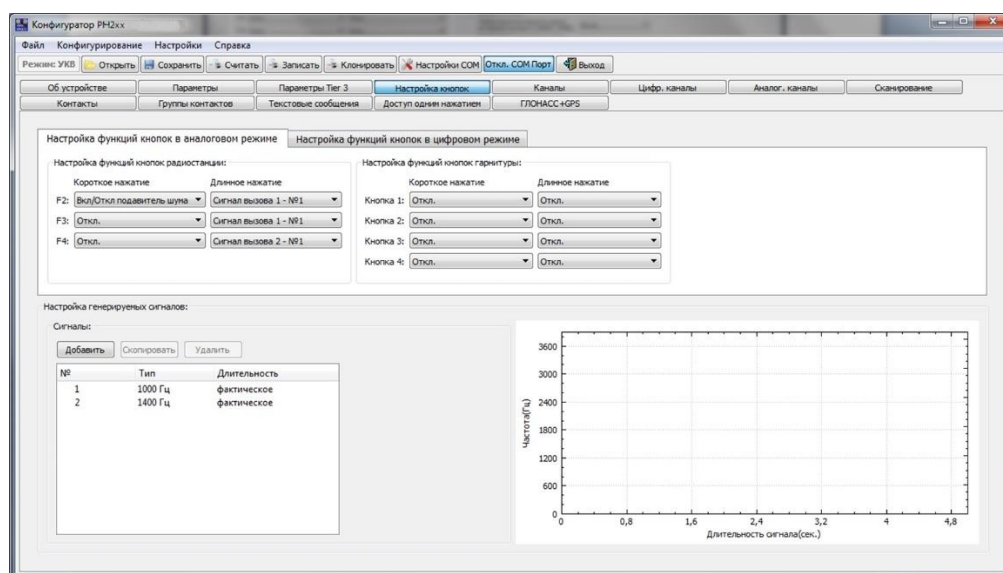 Конфигуратор РН2хх
Файл Конфигурирование Настройки Справка
Режим: УКВ Открыть Сохранить Считать Записать Клонировать Настройки COM Откл. COM Порт Выход
Об устройстве Параметры Параметры Tier 3 Настройка кнопок Каналы Цифр. каналы Аналог. каналы Сканирование
Контакты Группы контактов Текстовые сообщения Доступ одним нажатием ГЛОНАСС+GPS
Настройка функций кнопок в аналоговом режиме Настройка функций кнопок в цифровом режиме
Настройка функций кнопок радиостанции: Настройка функций кнопок гарнитуры:
Короткое нажатие Длинное нажатие Короткое нажатие Длинное нажатие
F2: Вкл/Откл подавитель шума Сигнал вызова 1 - №1 Кнопка 1: Откл. Откл.
F3: Откл. Сигнал вызова 1 - №1 Кнопка 2: Откл. Откл.
F4: Откл. Сигнал вызова 2 - №1 Кнопка 3: Откл. Откл.
Кнопка 4: Откл. Откл.
Настройка генерируемых сигналов:
Сигналы:
Добавить Скопировать Удалить
№ Тип Длительность
1 1000 Гц фактическое
2 1400 Гц фактическое
Частота(Гц)
3600
3000
2400
1800
1200
600
0
0 0,8 1,6 2,4 3,2 4 4,8
Длительность сигнала(сек.)